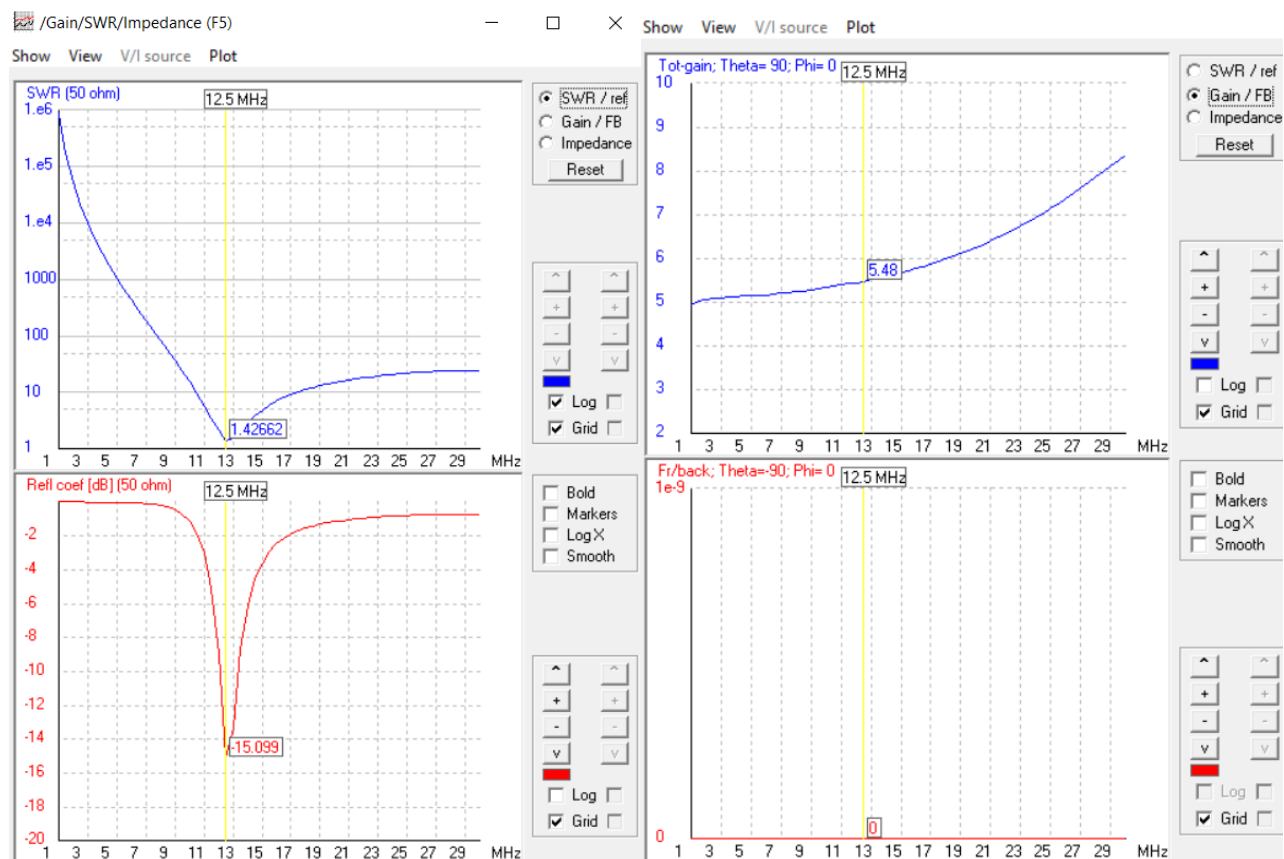 /Gain/SWR/Impedance (F5)
Show View V/I source Plot
SWR (50 ohm)
12.5 MHz
1.e6
1.e5
1.e4
1000
100
10
1
1.42662
1 3 5 7 9 11 13 15 17 19 21 23 25 27 29 MHz
SWR / ref
Gain / FB
Impedance
Reset
^ ^
+ +
- -
v v
Log
Grid
Refl coef [dB] (50 ohm)
12.5 MHz
-2
-4
-6
-8
-10
-12
-14
-16
-18
-20
-15.099
1 3 5 7 9 11 13 15 17 19 21 23 25 27 29 MHz
Bold
Markers
Log X
Smooth
^ ^
+ +
- -
v v
Log
Grid
Show View V/I source Plot
Tot-gain; Theta= 90; Phi= 0
12.5 MHz
10
9
8
7
6
5
4
3
2
5.48
1 3 5 7 9 11 13 15 17 19 21 23 25 27 29 MHz
SWR / ref
Gain / FB
Impedance
Reset
^ ^
+ +
- -
v v
Log
Grid
Fr/back; Theta=-90; Phi= 0
12.5 MHz
1e-9
0
0
1 3 5 7 9 11 13 15 17 19 21 23 25 27 29 MHz
Bold
Markers
Log X
Smooth
^ ^
+ +
- -
v v
Log
Grid